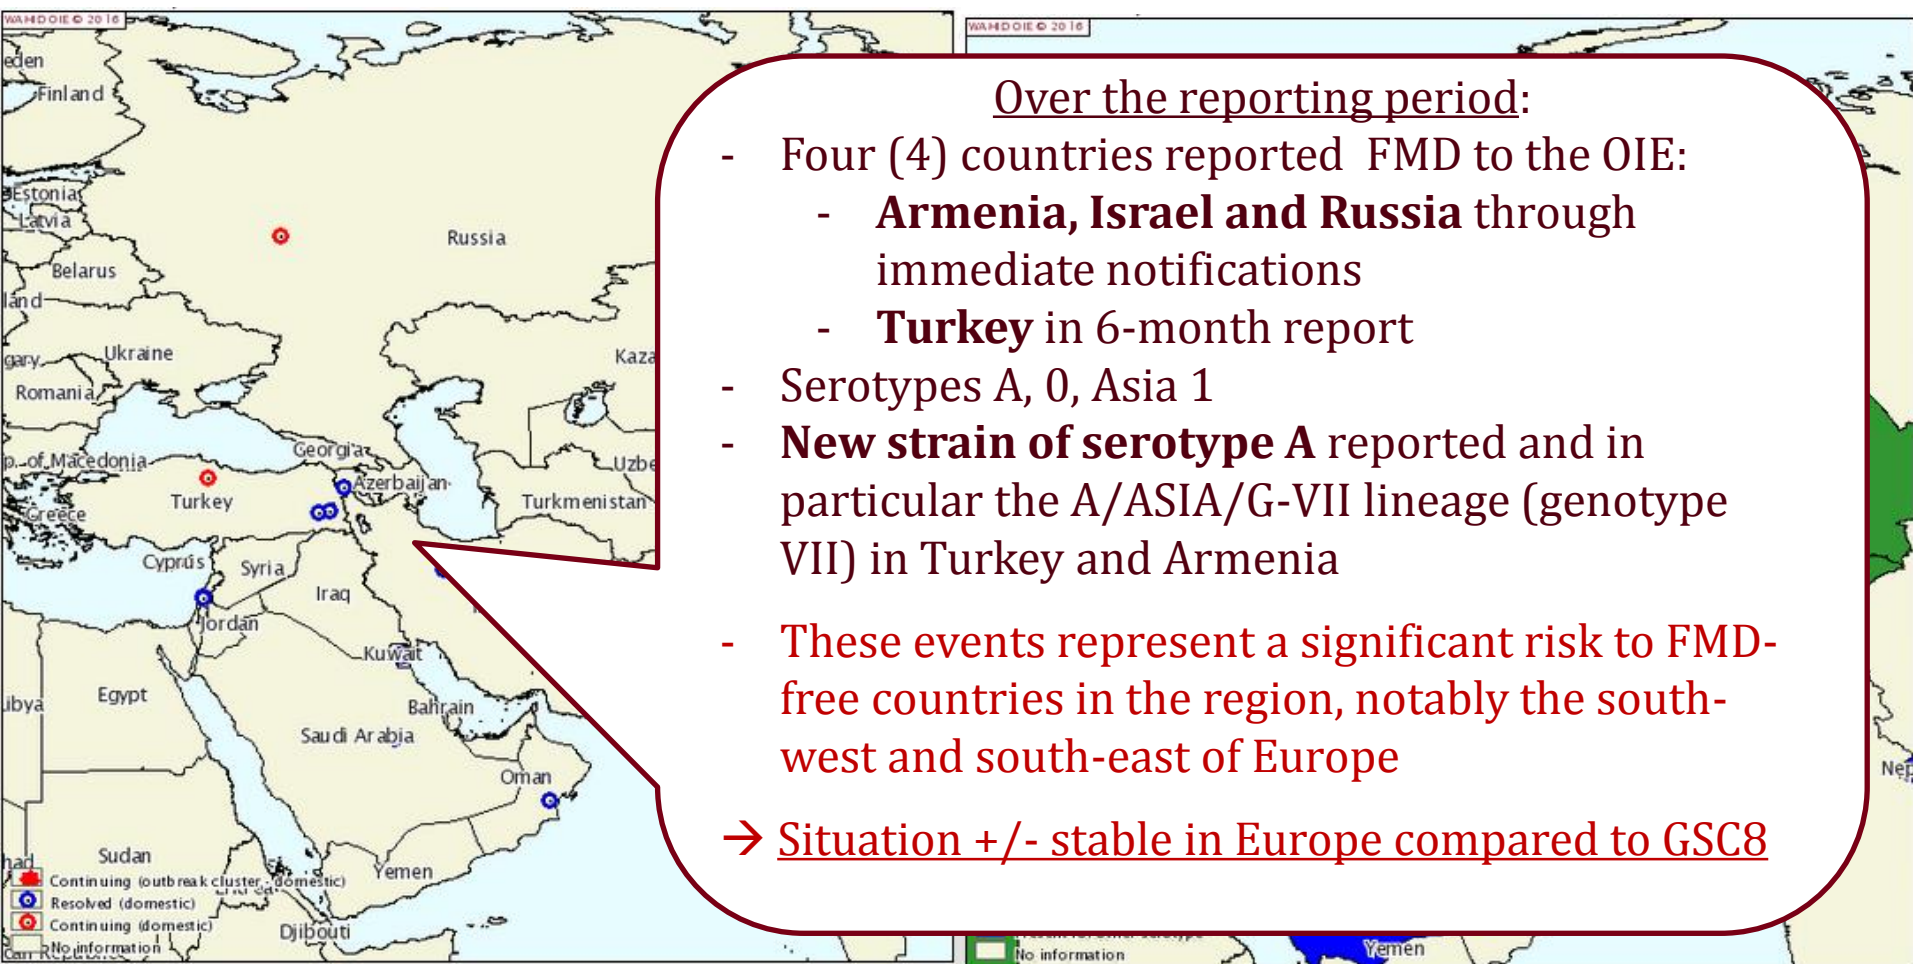 WAHID OIE © 2016
WAHID OIE © 2016
eden
Finland
Estonia
Latvia
Russia
Belarus
land
Ukraine
Kaza
gary
Romania
Georgia
p. of Macedonia
Uzbe
Azerbaijan
Turkey
Turkmenistan
Greece
Cyprus
Syria
Iraq
Jordan
Kuwait
Egypt
ibya
Bahrain
Saudi Arabia
Oman
Sudan
had
Yemen
Djibouti
Continuing (outbreak cluster - domestic)
Resolved (domestic)
Continuing (domestic)
No information
Over the reporting period:
- Four (4) countries reported FMD to the OIE:
- Armenia, Israel and Russia through
immediate notifications
- Turkey in 6-month report
- Serotypes A, 0, Asia 1
- New strain of serotype A reported and in
particular the A/ASIA/G-VII lineage (genotype
VII) in Turkey and Armenia
- These events represent a significant risk to FMD-
free countries in the region, notably the south-
west and south-east of Europe
→ Situation +/- stable in Europe compared to GSC8
Nep
No information
Yemen